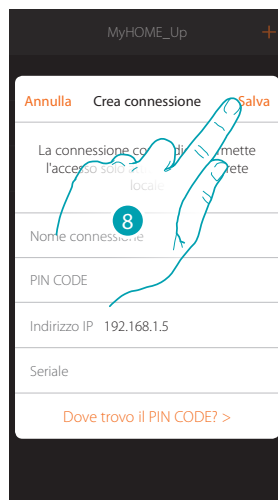 MyHOME_Up +
Annulla Crea connessione Salva
La connessione
l'accesso solo rete
locale
8
Nome connessione
PIN CODE
Indirizzo IP 192.168.1.5
Seriale
Dove trovo il PIN CODE? >